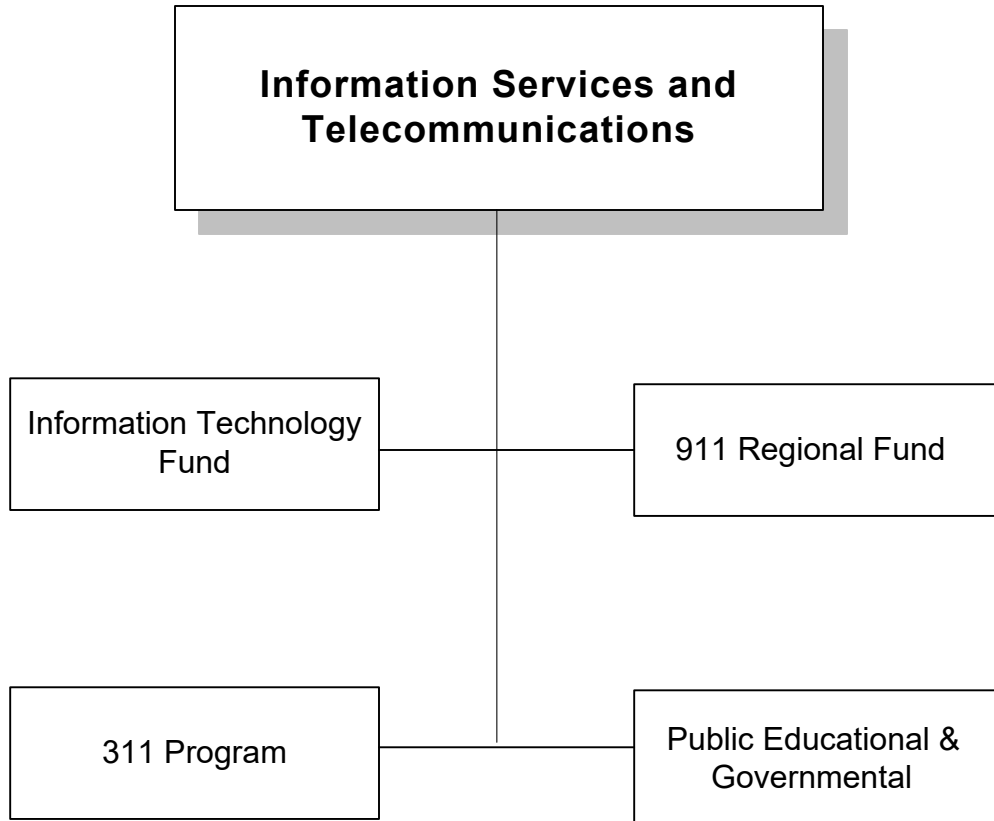 Information Services and
Telecommunications
Information Technology
Fund
911 Regional Fund
311 Program
Public Educational &
Governmental